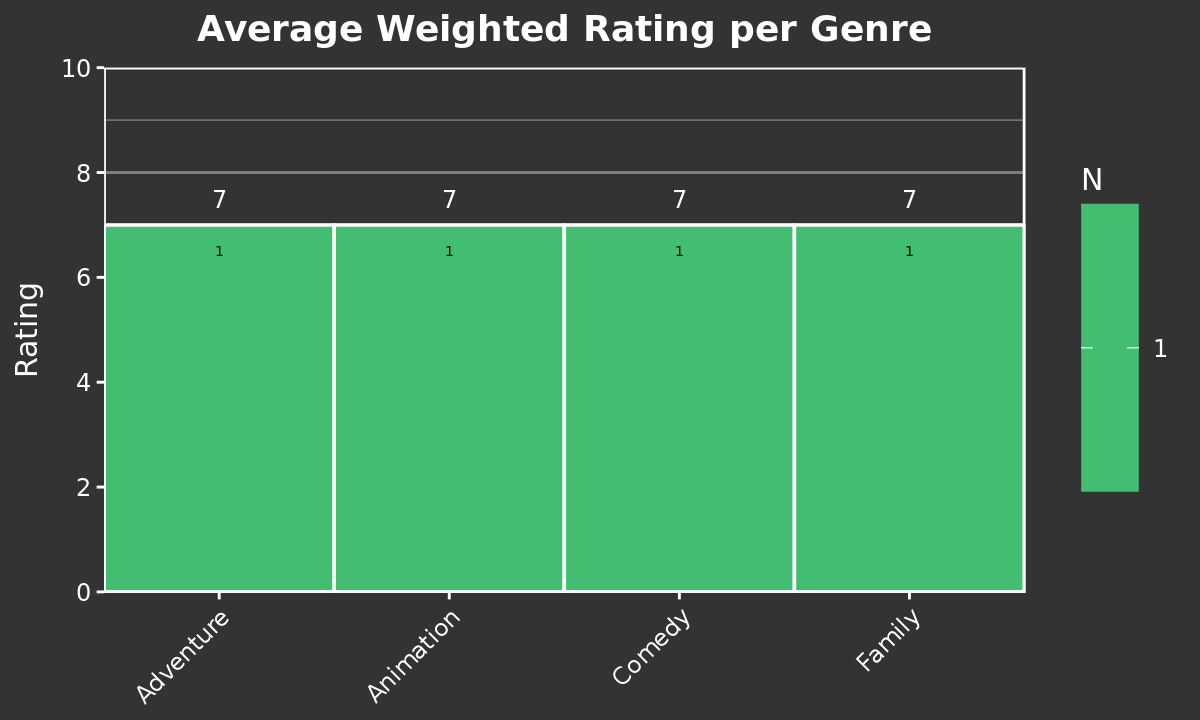 Average Weighted Rating per Genre
10
8
6
4
2
0
Rating
7 7 7 7
1 1 1 1
Adventure Animation Comedy Family
N
1